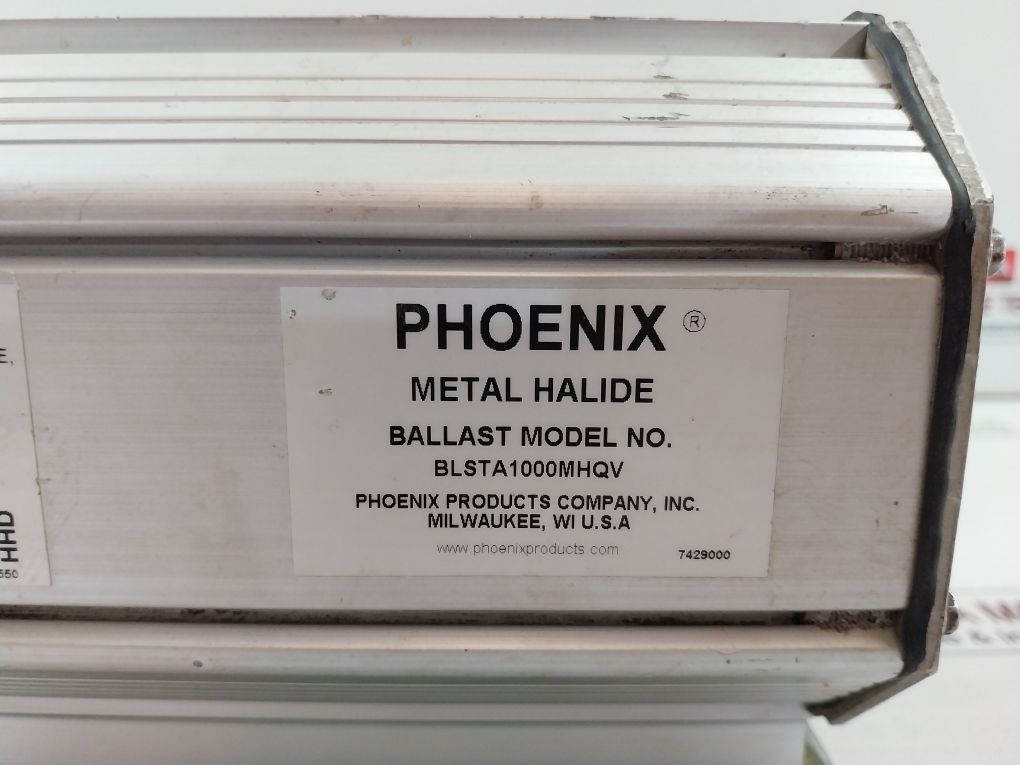 PHOENIX ®
METAL HALIDE
BALLAST MODEL NO.
BLSTA1000MHQV
PHOENIX PRODUCTS COMPANY, INC.
MILWAUKEE, WI U.S.A
www.phoenixproducts.com
7429000